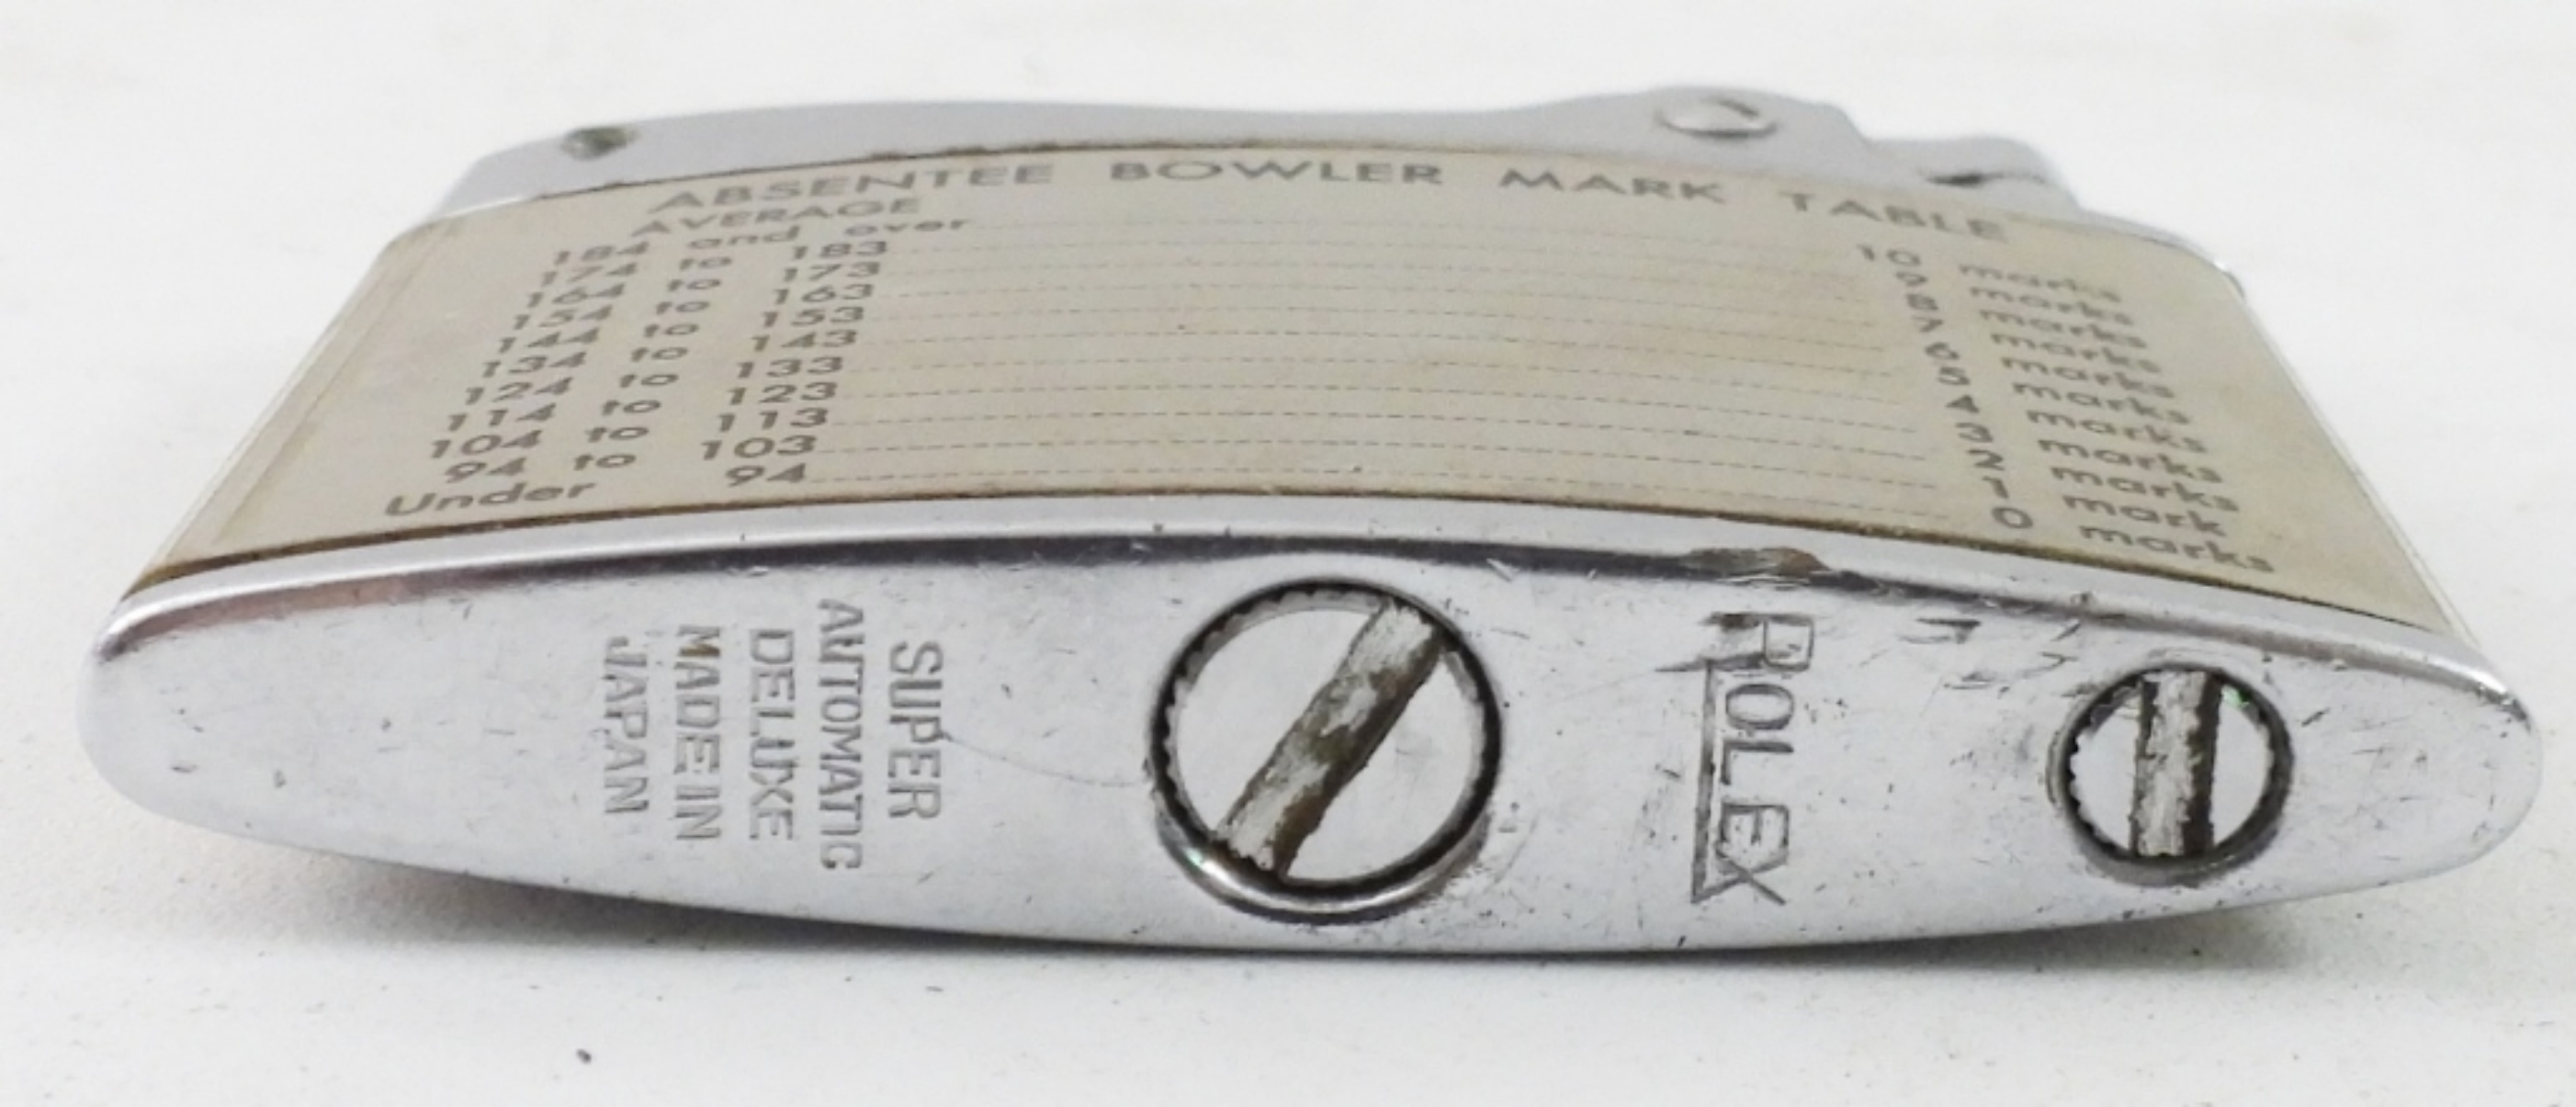 ABSENTEE BOWLER MARK TABLE
AVERAGE
184 and over 10 marks
174 to 183 9 marks
164 to 173 8 marks
154 to 163 7 marks
144 to 153 6 marks
134 to 143 5 marks
124 to 133 4 marks
114 to 123 3 marks
104 to 113 2 marks
94 to 103 1 mark
Under 94 0 marks
SUPER
AUTOMATIC
DELUXE
MADE IN
JAPAN
ROLEX